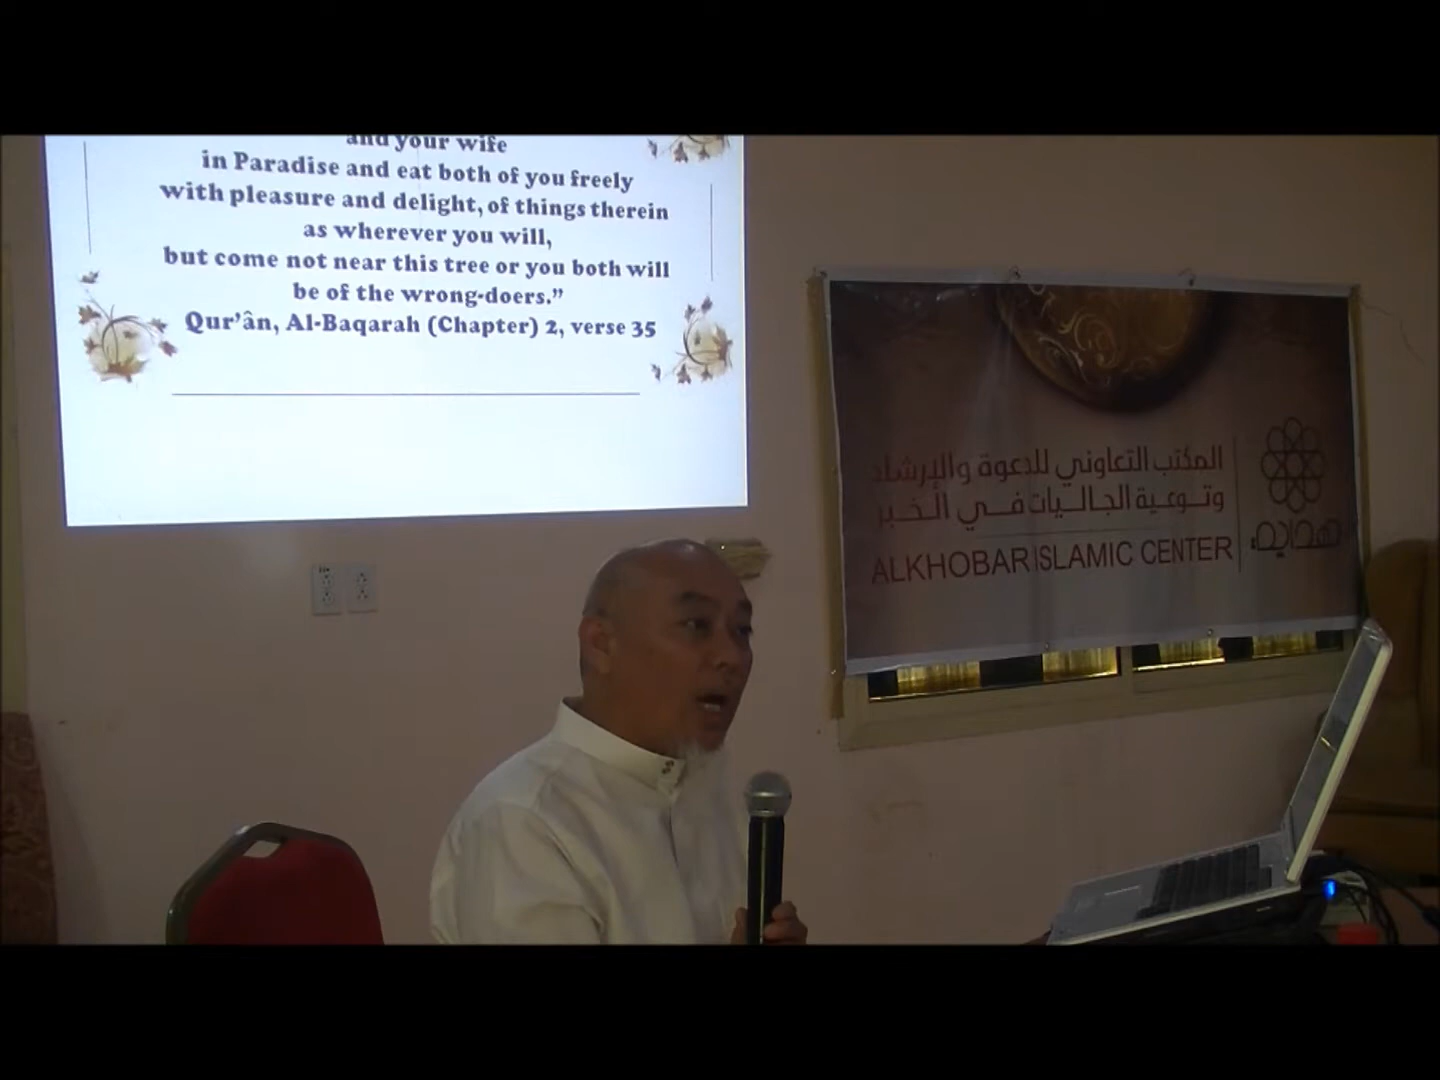 and your wife
in Paradise and eat both of you freely
with pleasure and delight, of things therein
as wherever you will,
but come not near this tree or you both will
be of the wrong-doers.”
Qur’ân, Al-Baqarah (Chapter) 2, verse 35
المكتب التعاوني للدعوة والإرشاد
وتوعية الجاليات في الخبر
ALKHOBAR ISLAMIC CENTER
هداية